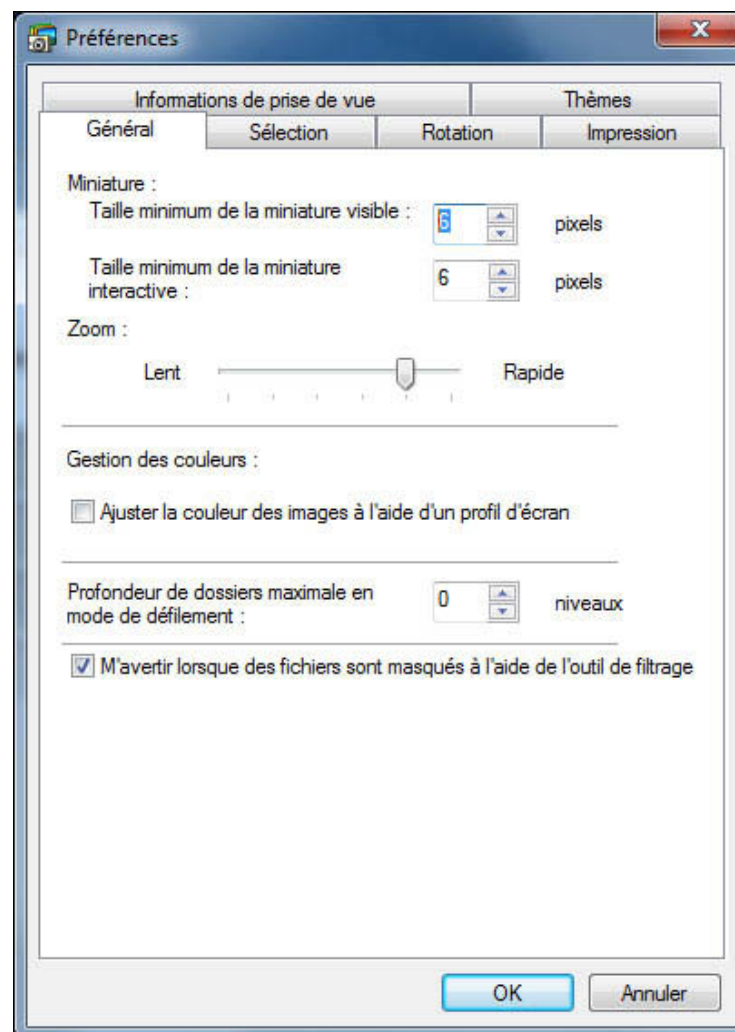 Préférences
Informations de prise de vue
Thèmes
Général
Sélection
Rotation
Impression
Miniature :
Taille minimum de la miniature visible :
6
pixels
Taille minimum de la miniature
interactive :
6
pixels
Zoom :
Lent
Rapide
Gestion des couleurs :
Ajuster la couleur des images à l'aide d'un profil d'écran
Profondeur de dossiers maximale en
mode de défilement :
0
niveaux
M'avertir lorsque des fichiers sont masqués à l'aide de l'outil de filtrage
OK
Annuler